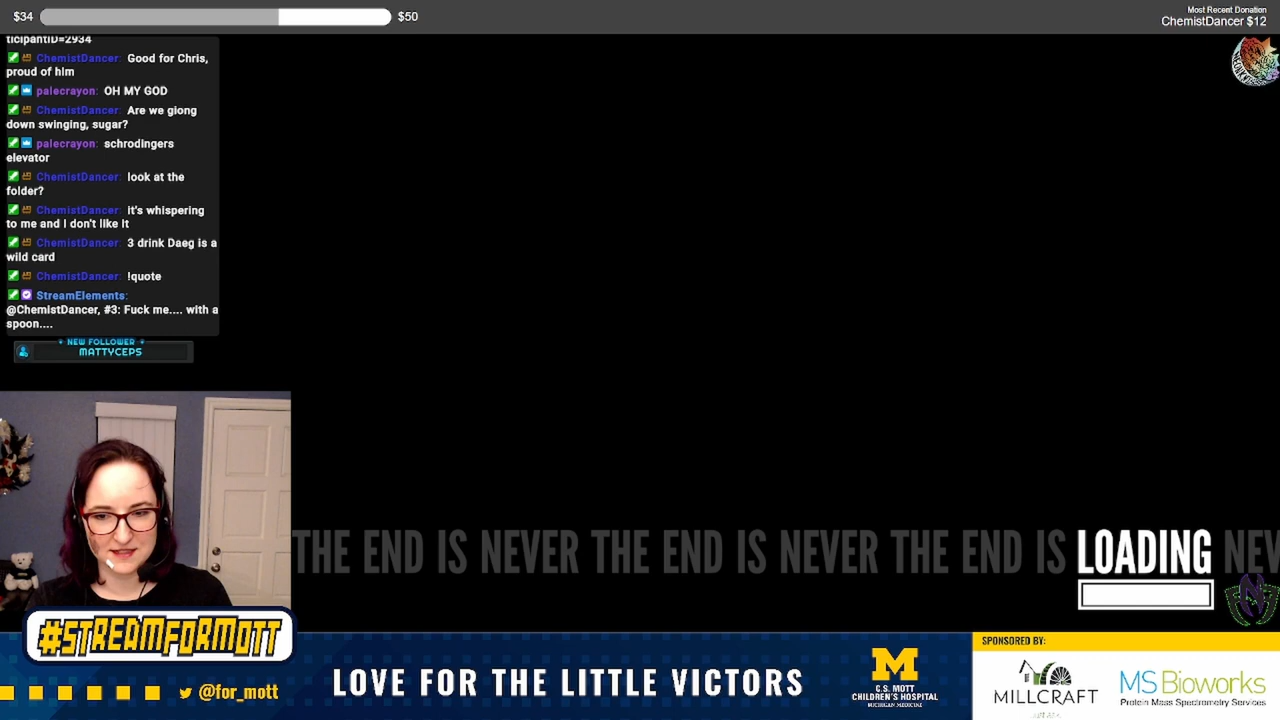 $34
$50
Most Recent Donation
ChemistDancer $12
ticipantID=2934
ChemistDancer: Good for Chris,
proud of him
palecrayon: OH MY GOD
ChemistDancer: Are we giong
down swinging, sugar?
palecrayon: schrodingers
elevator
ChemistDancer: look at the
folder?
ChemistDancer: it's whispering
to me and I don't like it
ChemistDancer: 3 drink Daeg is a
wild card
ChemistDancer: !quote
StreamElements:
@ChemistDancer, #3: Fuck me.... with a
spoon....
NEW FOLLOWER
MATTYCEPS
THE END IS NEVER THE END IS NEVER THE END IS LOADING NEV
#STREAMFORMOTT
@for_mott
LOVE FOR THE LITTLE VICTORS
M
C.S. MOTT
CHILDREN'S HOSPITAL
MICHIGAN MEDICINE
SPONSORED BY:
MILLCRAFT
MS Bioworks
Protein Mass Spectrometry Services